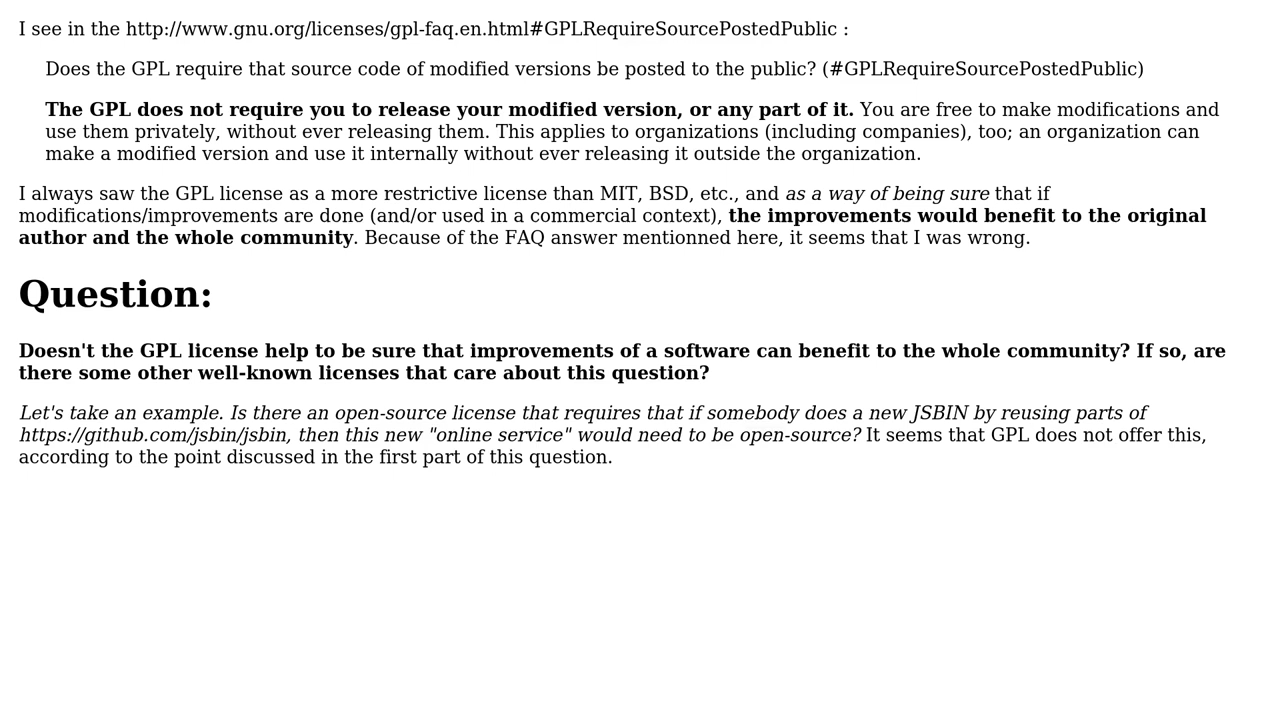 I see in the http://www.gnu.org/licenses/gpl-faq.en.html#GPLRequireSourcePostedPublic :
Does the GPL require that source code of modified versions be posted to the public? (#GPLRequireSourcePostedPublic)
The GPL does not require you to release your modified version, or any part of it. You are free to make modifications and
use them privately, without ever releasing them. This applies to organizations (including companies), too; an organization can
make a modified version and use it internally without ever releasing it outside the organization.
I always saw the GPL license as a more restrictive license than MIT, BSD, etc., and as a way of being sure that if
modifications/improvements are done (and/or used in a commercial context), the improvements would benefit to the original
author and the whole community. Because of the FAQ answer mentionned here, it seems that I was wrong.
Question:
Doesn't the GPL license help to be sure that improvements of a software can benefit to the whole community? If so, are
there some other well-known licenses that care about this question?
Let's take an example. Is there an open-source license that requires that if somebody does a new JSBIN by reusing parts of
https://github.com/jsbin/jsbin, then this new "online service" would need to be open-source? It seems that GPL does not offer this,
according to the point discussed in the first part of this question.